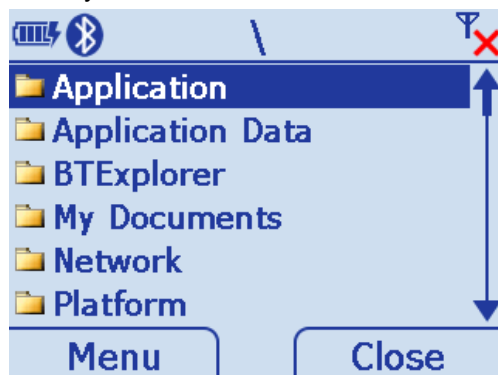 \
Application
Application Data
BTExplorer
My Documents
Network
Platform
Menu Close